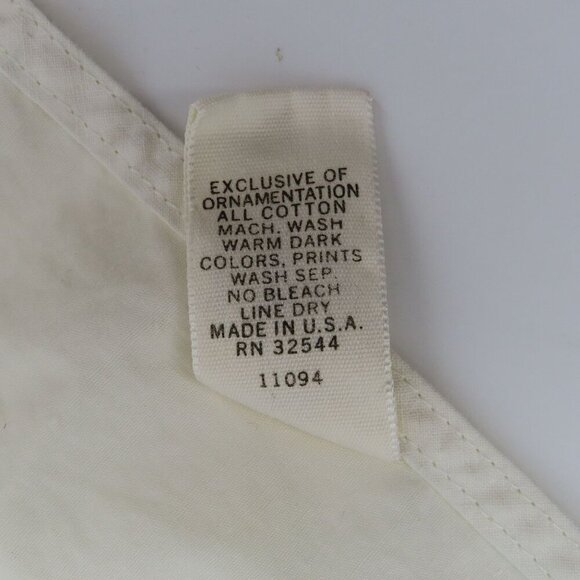 EXCLUSIVE OF
ORNAMENTATION
ALL COTTON
MACH. WASH
WARM DARK
COLORS, PRINTS
WASH SEP.
NO BLEACH
LINE DRY
MADE IN U.S.A.
RN 32544
11094